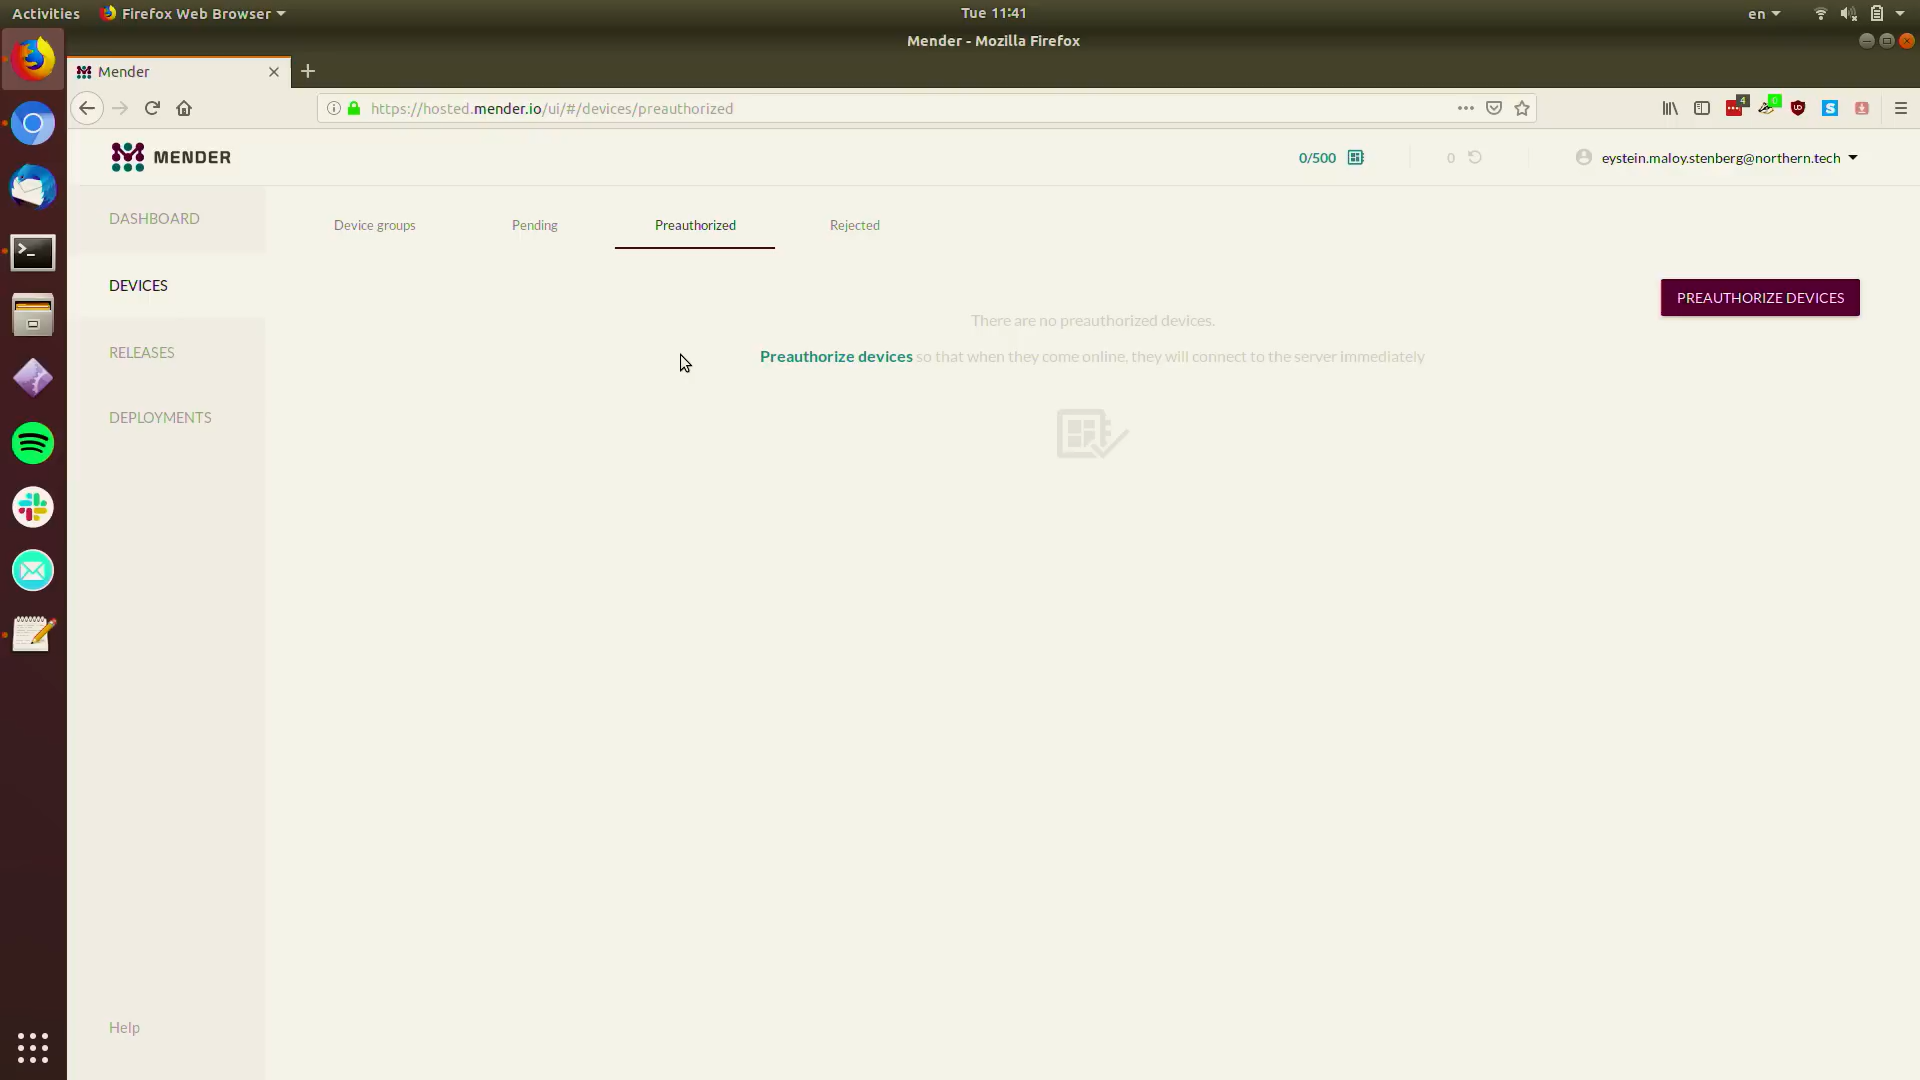 Activities Firefox Web Browser Tue 11:41 en
Mender - Mozilla Firefox
Mender
https://hosted.mender.io/ui/#/devices/preauthorized 4 0
MENDER 0/500 0 eystein.maloy.stenberg@northern.tech
DASHBOARD
Device groups Pending Preauthorized Rejected
DEVICES
PREAUTHORIZE DEVICES
There are no preauthorized devices.
RELEASES
Preauthorize devices so that when they come online, they will connect to the server immediately
DEPLOYMENTS
Help